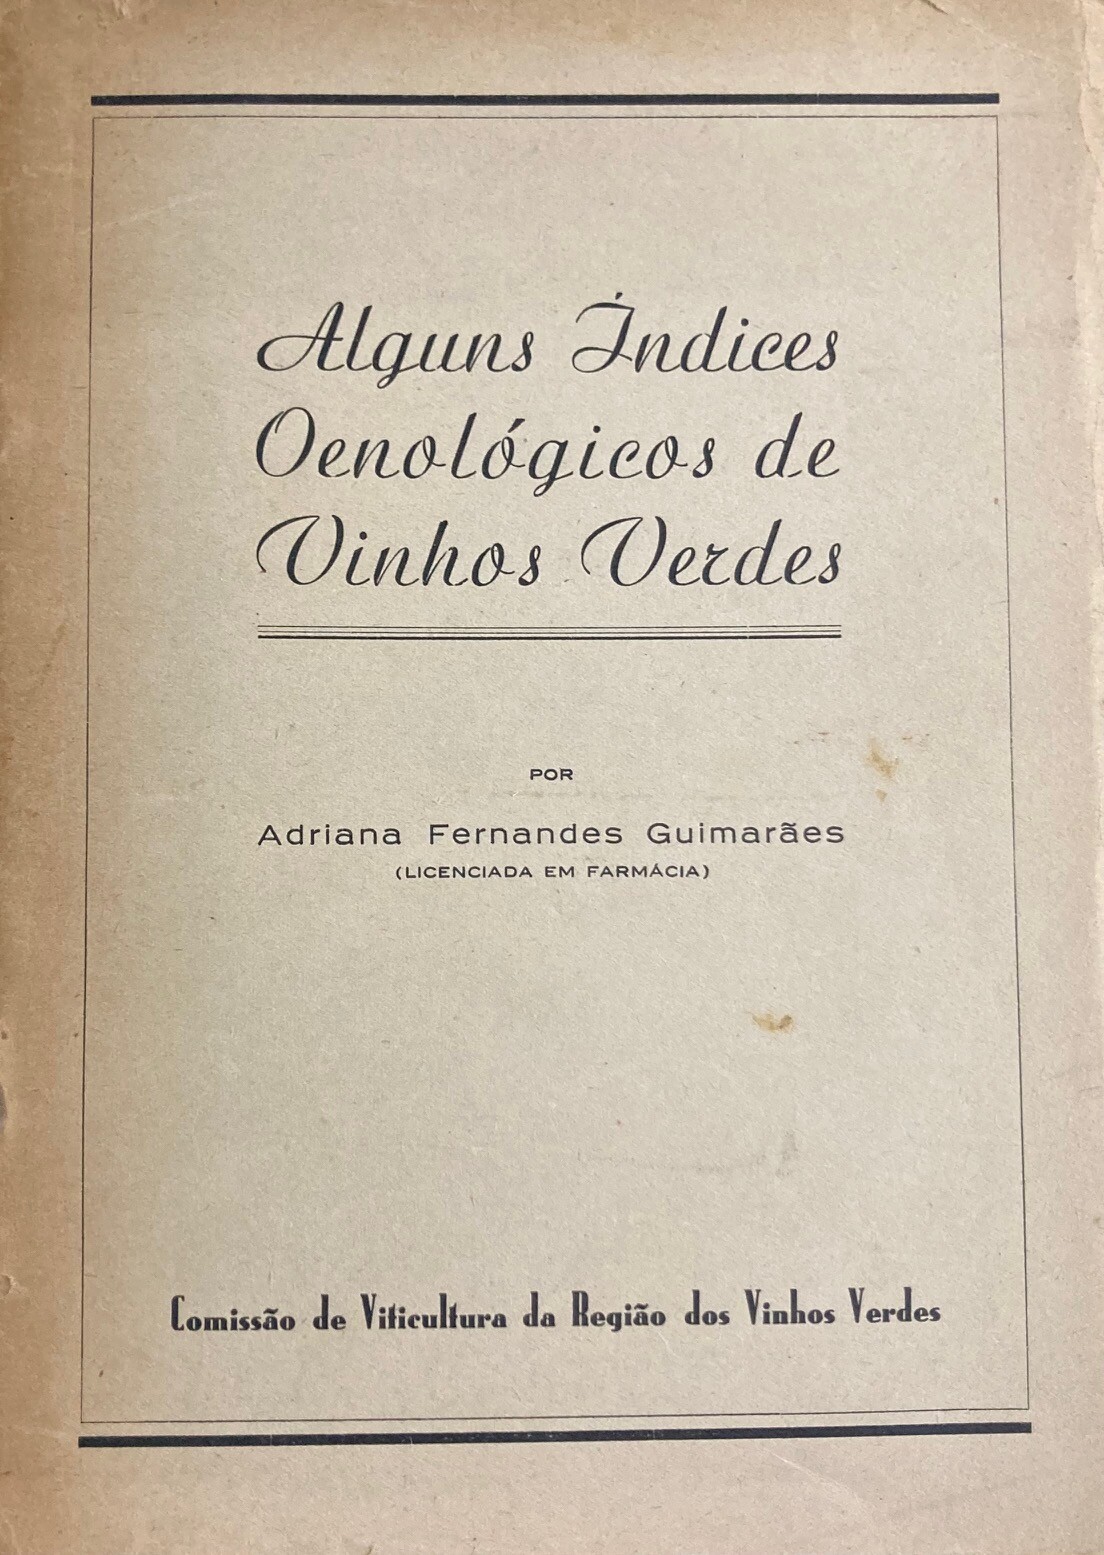 Alguns Índices
Oenológicos de
Vinhos Verdes
POR
Adriana Fernandes Guimarães
(LICENCIADA EM FARMÁCIA)
Comissão de Viticultura da Região dos Vinhos Verdes